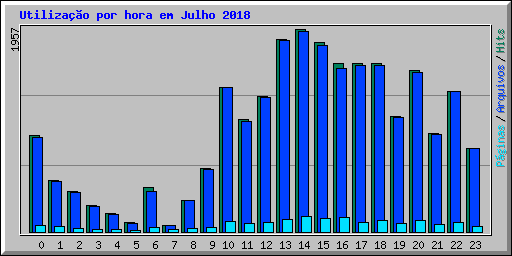 Utilização por hora em Julho 2018
1957
Páginas / Arquivos / Hits
0 1 2 3 4 5 6 7 8 9 10 11 12 13 14 15 16 17 18 19 20 21 22 23